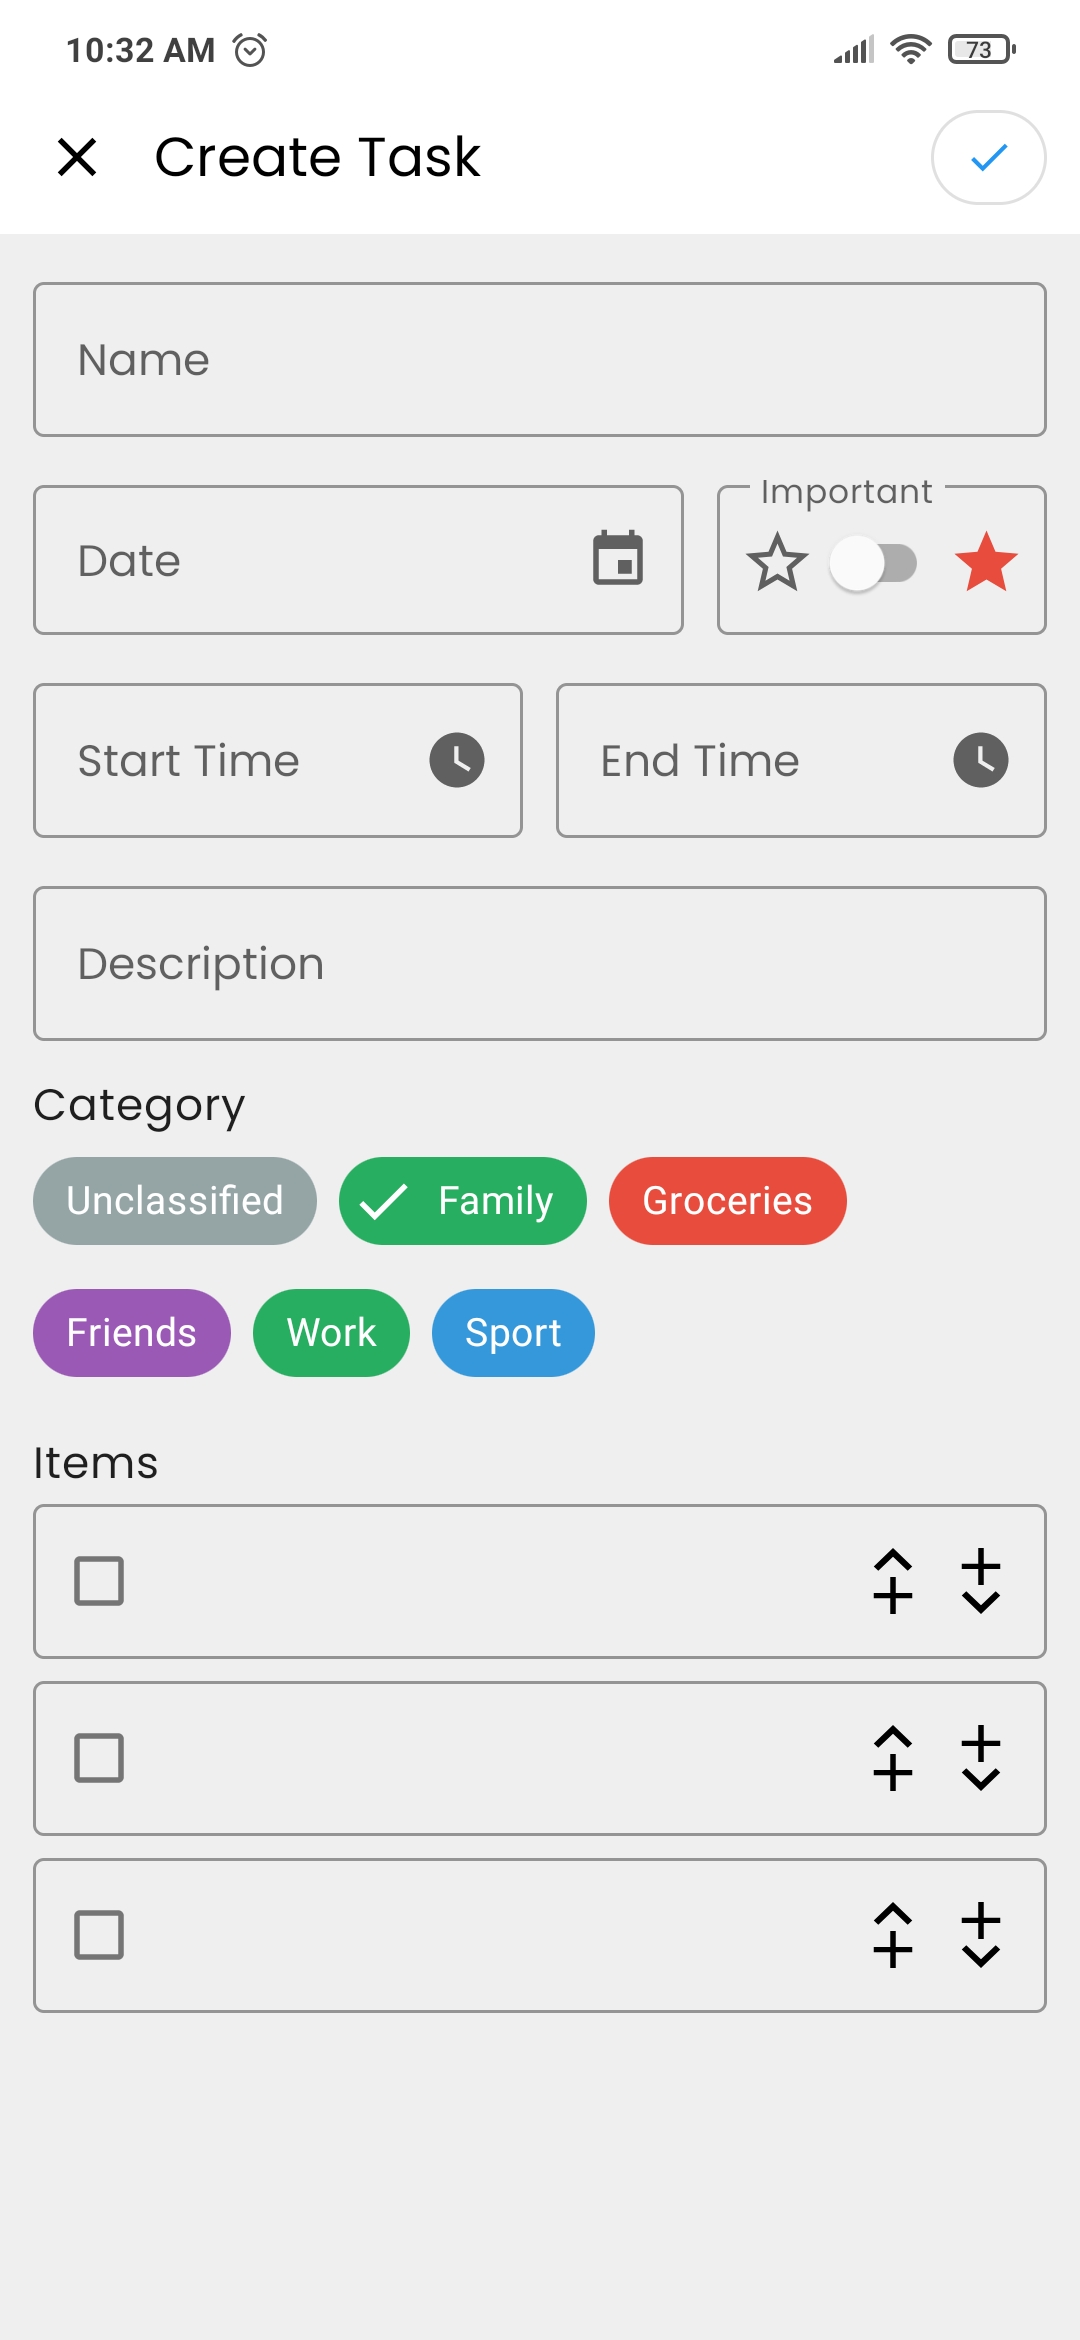 10:32 AM
73
Create Task
Name
Important
Date
Start Time
End Time
Description
Category
Unclassified
Family
Groceries
Friends
Work
Sport
Items